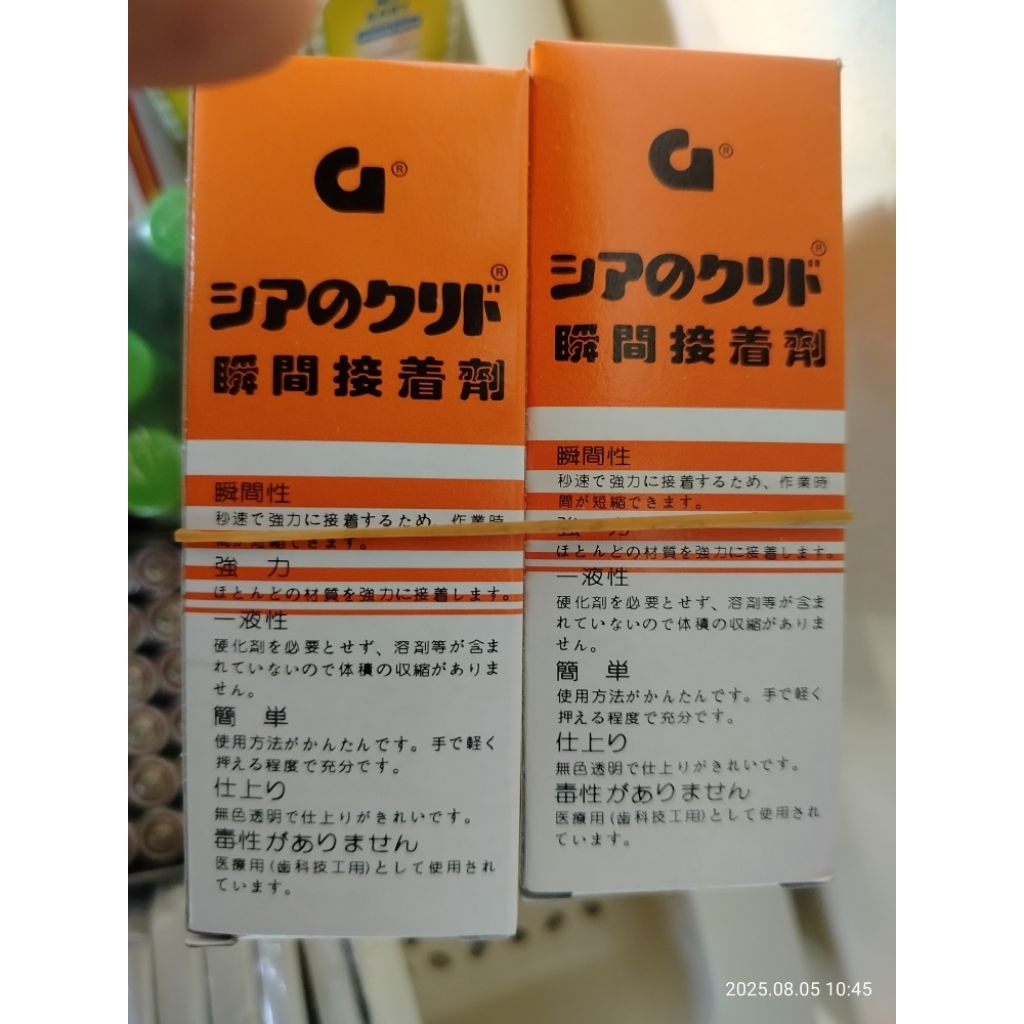 ®
シアのクリド®
瞬間接着劑
瞬間性
秒速で強力に接着するため、作業時
間が短縮できます。
強 力
ほとんどの材質を強力に接着します。
一液性
硬化剤を必要とせず、溶剤等が含ま
れていないので体積の収縮がありま
せん。
簡 単
使用方法がかんたんです。手で軽く
押える程度で充分です。
仕上り
無色透明で仕上りがきれいです。
毒性がありません
医療用(歯科技工用)として使用され
ています。
®
シアのクリド®
瞬間接着劑
瞬間性
秒速で強力に接着するため、作業時
間が短縮できます。
強 力
ほとんどの材質を強力に接着します。
一液性
硬化剤を必要とせず、溶剤等が含ま
れていないので体積の収縮がありま
せん。
簡 単
使用方法がかんたんです。手で軽く
押える程度で充分です。
仕上り
無色透明で仕上りがきれいです。
毒性がありません
医療用(歯科技工用)として使用され
ています。
2025.08.05 10:45